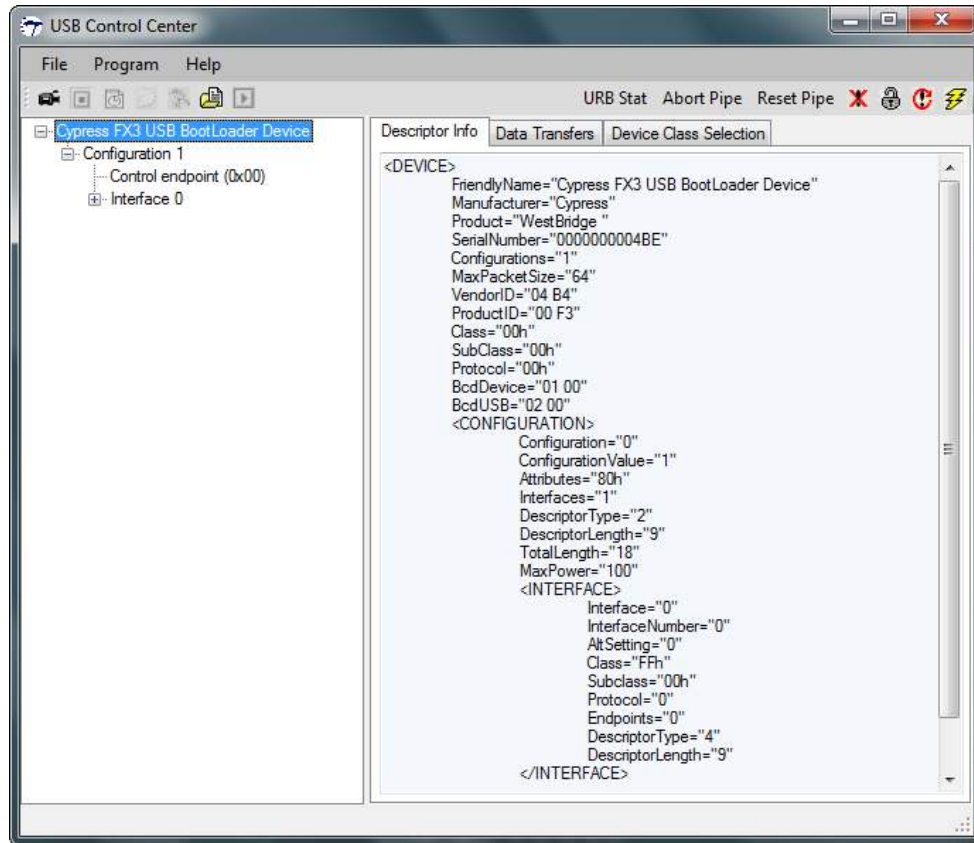 USB Control Center
File Program Help
URB Stat Abort Pipe Reset Pipe
Cypress FX3 USB BootLoader Device
Configuration 1
Control endpoint (0x00)
Interface 0
Descriptor Info Data Transfers Device Class Selection
<DEVICE>
FriendlyName="Cypress FX3 USB BootLoader Device"
Manufacturer="Cypress"
Product="WestBridge "
SerialNumber="0000000004BE"
Configurations="1"
MaxPacketSize="64"
VendorID="04 B4"
ProductID="00 F3"
Class="00h"
SubClass="00h"
Protocol="00h"
BcdDevice="01 00"
BcdUSB="02 00"
<CONFIGURATION>
Configuration="0"
ConfigurationValue="1"
Attributes="80h"
Interfaces="1"
DescriptorType="2"
DescriptorLength="9"
TotalLength="18"
MaxPower="100"
<INTERFACE>
Interface="0"
InterfaceNumber="0"
AltSetting="0"
Class="FFh"
Subclass="00h"
Protocol="0"
Endpoints="0"
DescriptorType="4"
DescriptorLength="9"
</INTERFACE>